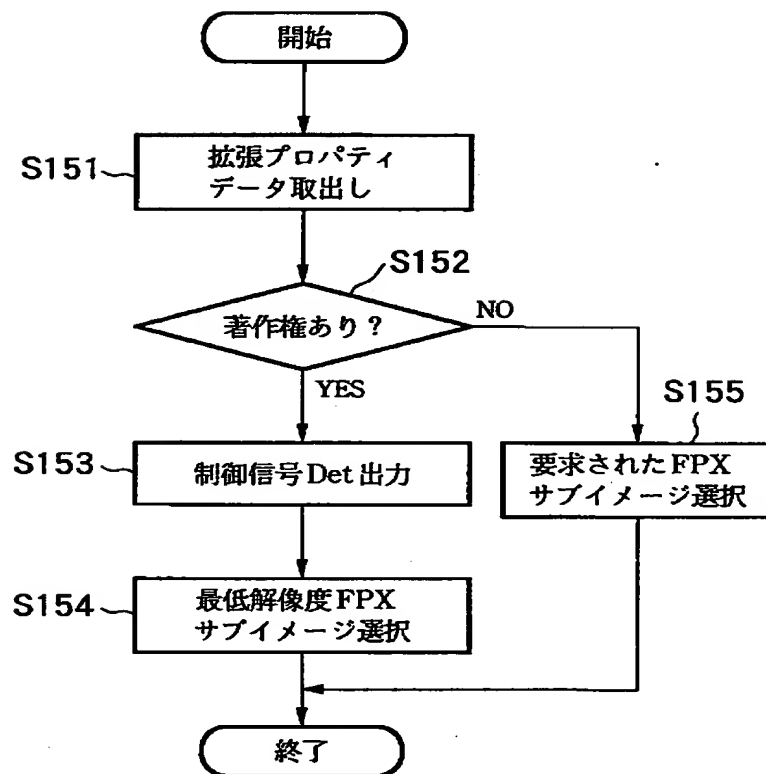 開始
S151
拡張プロパティ
データ取出し
S152
著作権あり?
NO
YES
S155
S153
制御信号Det出力
要求されたFPX
サブイメージ選択
S154
最低解像度FPX
サブイメージ選択
終了